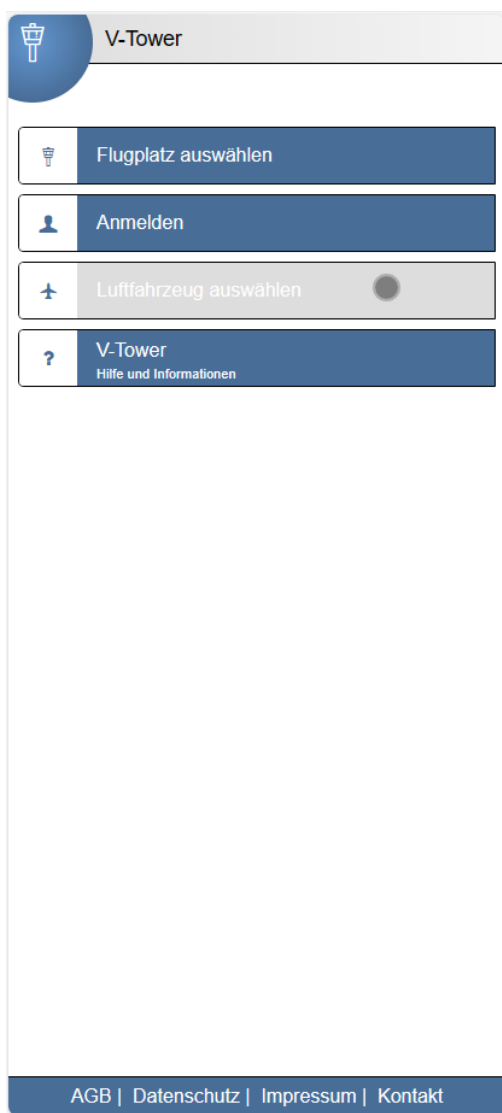 V-Tower
Flugplatz auswählen
Anmelden
Luftfahrzeug auswählen
?
V-Tower
Hilfe und Informationen
AGB | Datenschutz | Impressum | Kontakt